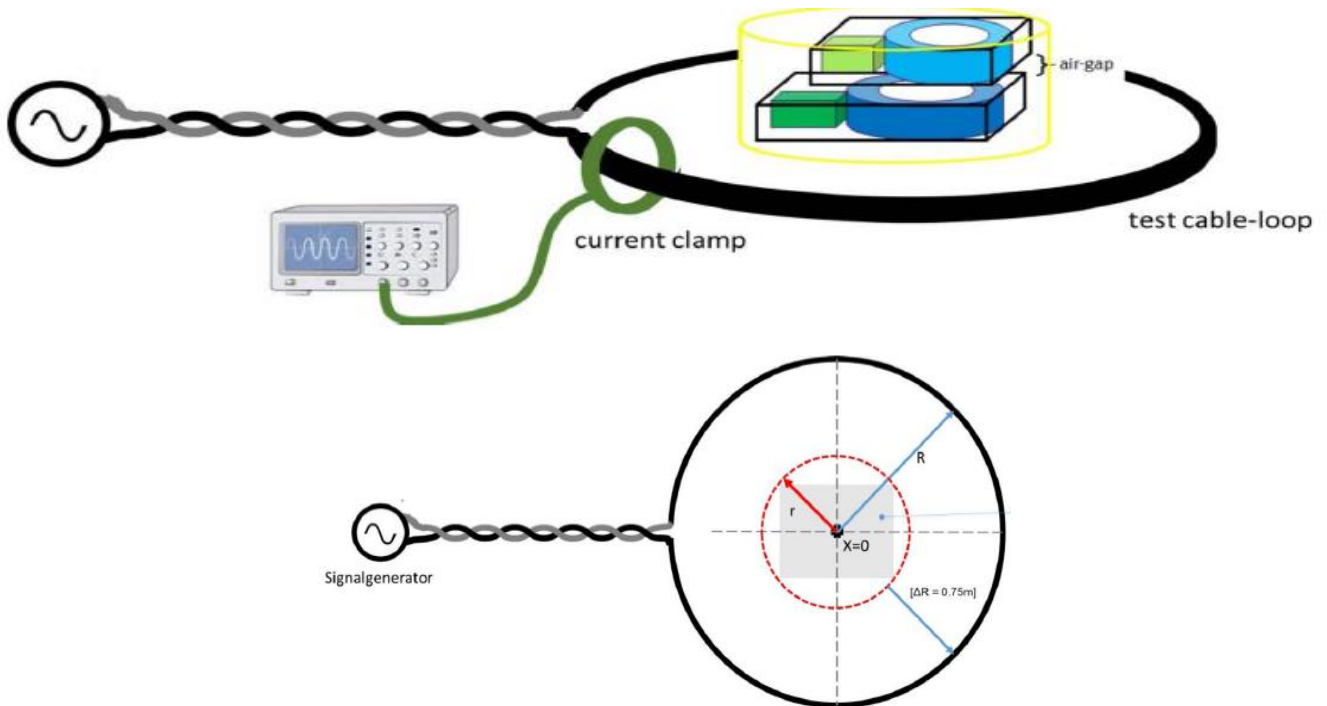 air-gap
test cable-loop
current clamp
R
r
X=0
[ΔR = 0.75m]
Signalgenerator